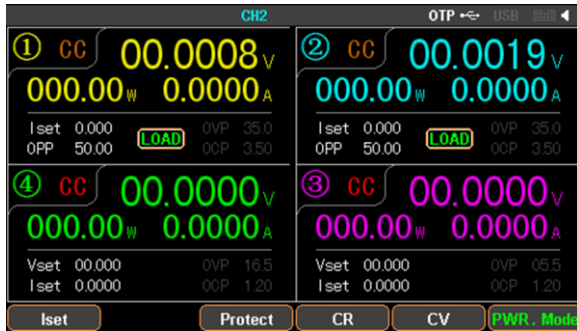 CH2 OTP USB
① CC 00.0008 V
000.00 W 0.0000 A
Iset 0.000 OVP 35.0
OPP 50.00 LOAD OCP 3.50
② CC 00.0019 V
000.00 W 0.0000 A
Iset 0.000 OVP 35.0
OPP 50.00 LOAD OCP 3.50
④ CC 00.0000 V
000.00 W 0.0000 A
Vset 00.000 OVP 16.5
Iset 0.0000 OCP 1.20
③ CC 00.0000 V
000.00 W 0.0000 A
Vset 00.000 OVP 05.5
Iset 0.0000 OCP 1.20
Iset Protect CR CV PWR. Mode